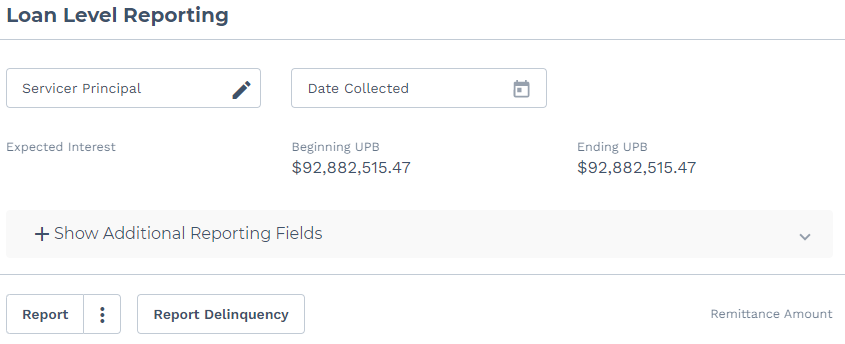 Loan Level Reporting
Servicer Principal
Date Collected
Expected Interest
Beginning UPB
Ending UPB
$92,882,515.47
$92,882,515.47
Show Additional Reporting Fields
Report
Report Delinquency
Remittance Amount